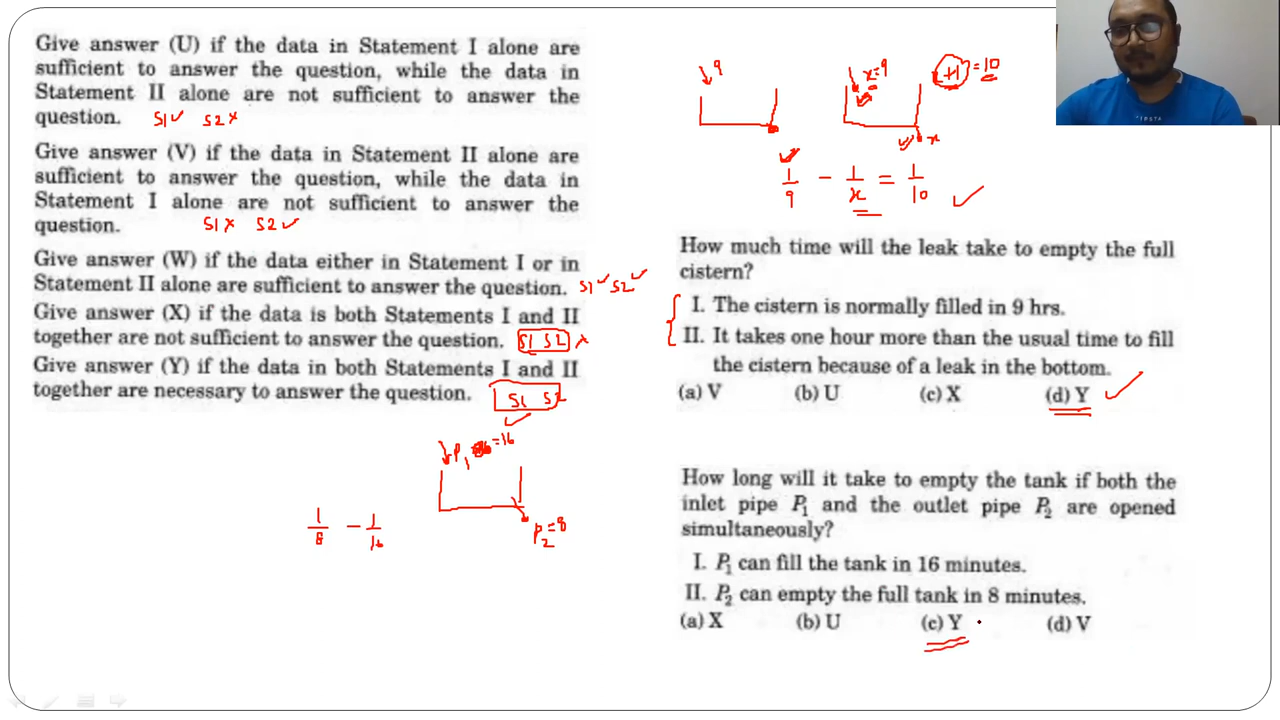 Give answer (U) if the data in Statement I alone are
sufficient to answer the question, while the data in
Statement II alone are not sufficient to answer the
question. S1✓ S2×
Give answer (V) if the data in Statement II alone are
sufficient to answer the question, while the data in
Statement I alone are not sufficient to answer the
question. S1× S2✓
Give answer (W) if the data either in Statement I or in
Statement II alone are sufficient to answer the question. S1✓ S2✓
Give answer (X) if the data is both Statements I and II
together are not sufficient to answer the question. S1 S2 ×
Give answer (Y) if the data in both Statements I and II
together are necessary to answer the question. S1 S2 ✓
P1 =16
P2=8
1/8 - 1/16
9
x=9
=10
x
1/9 - 1/x = 1/10 ✓
How much time will the leak take to empty the full
cistern?
I. The cistern is normally filled in 9 hrs.
II. It takes one hour more than the usual time to fill
the cistern because of a leak in the bottom.
(a) V (b) U (c) X (d) Y ✓
How long will it take to empty the tank if both the
inlet pipe P1 and the outlet pipe P2 are opened
simultaneously?
I. P1 can fill the tank in 16 minutes.
II. P2 can empty the full tank in 8 minutes.
(a) X (b) U (c) Y (d) V